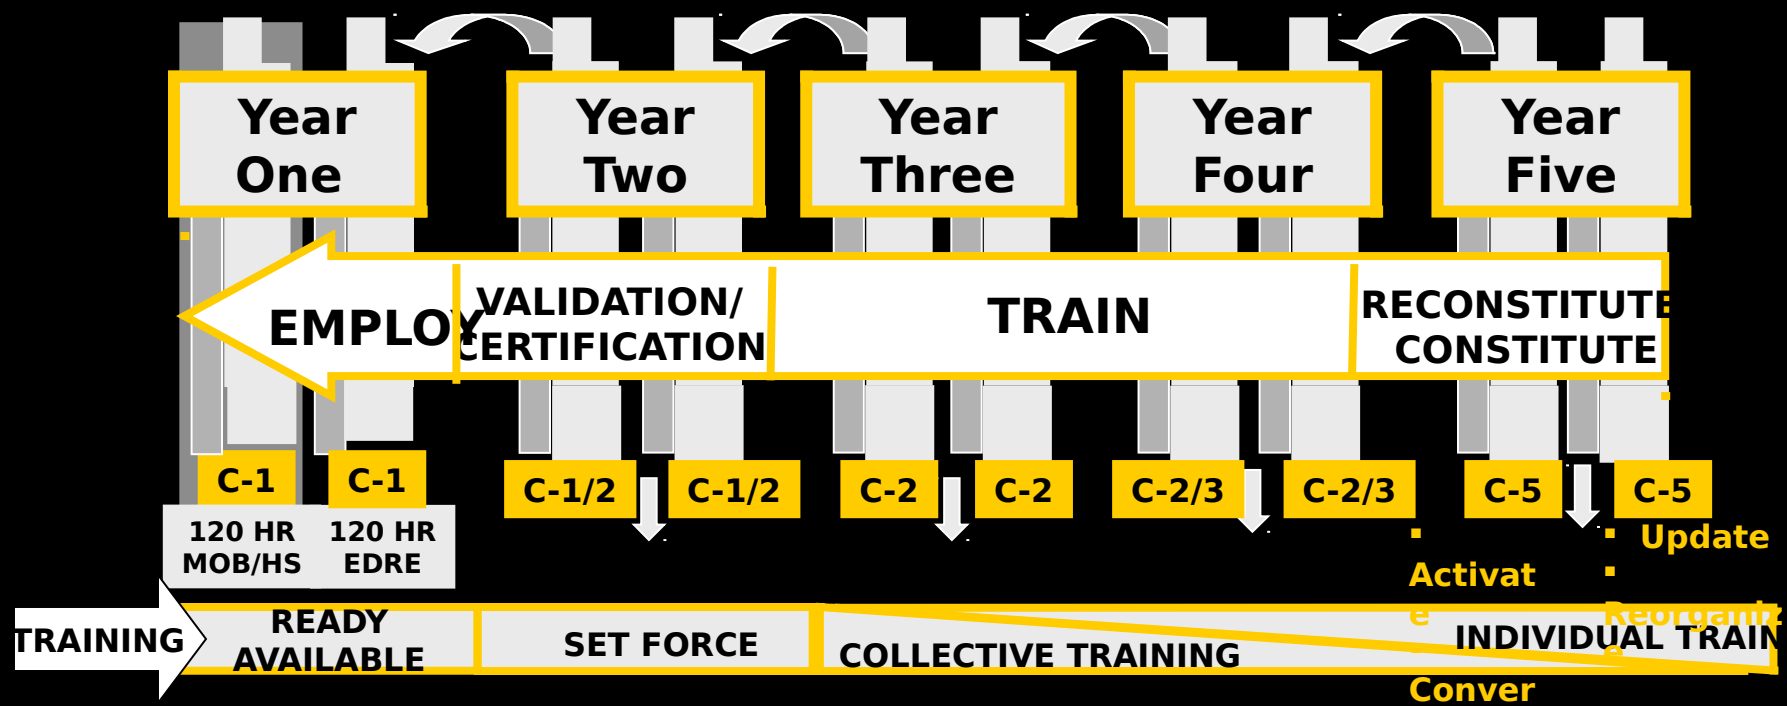 Year
One
Year
Two
Year
Three
Year
Four
Year
Five
EMPLOY
VALIDATION/
CERTIFICATION
TRAIN
RECONSTITUTE
CONSTITUTE
C-1
C-1
C-1/2
C-1/2
C-2
C-2
C-2/3
C-2/3
C-5
C-5
120 HR
MOB/HS
120 HR
EDRE
▪
Activat
e
▪
Conver
▪ Update
▪
Reorganiz
e
TRAINING
READY
AVAILABLE
SET FORCE
COLLECTIVE TRAINING
INDIVIDUAL TRAIN